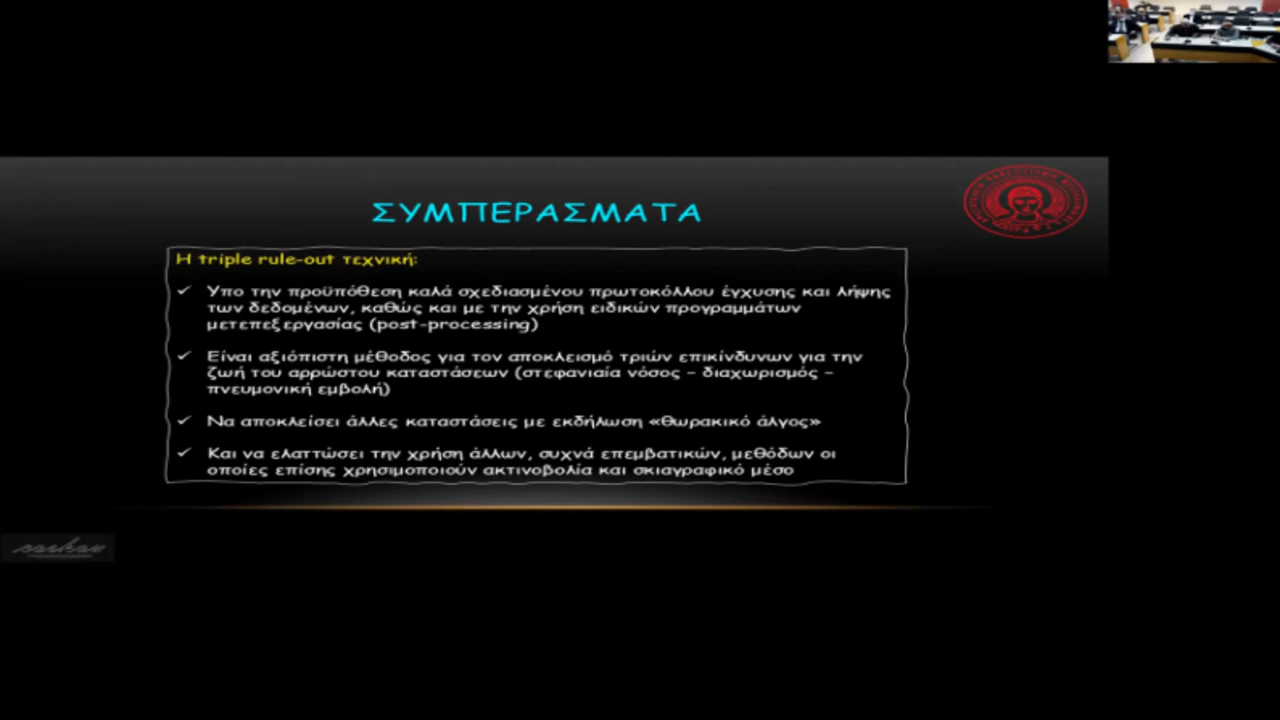 ΣΥΜΠΕΡΑΣΜΑΤΑ
Η triple rule-out τεχνική:
Υπο την προϋπόθεση καλά σχεδιασμένου πρωτοκόλλου έγχυσης και λήψης
των δεδομένων, καθώς και με την χρήση ειδικών προγραμμάτων
μετεπεξεργασίας (post-processing)
Είναι αξιόπιστη μέθοδος για τον αποκλεισμό τριών επικίνδυνων για την
ζωή του αρρώστου καταστάσεων (στεφανιαία νόσος – διαχωρισμός –
πνευμονική εμβολή)
Να αποκλείσει άλλες καταστάσεις με εκδήλωση «θωρακικό άλγος»
Και να ελαττώσει την χρήση άλλων, συχνά επεμβατικών, μεθόδων οι
οποίες επίσης χρησιμοποιούν ακτινοβολία και σκιαγραφικό μέσο